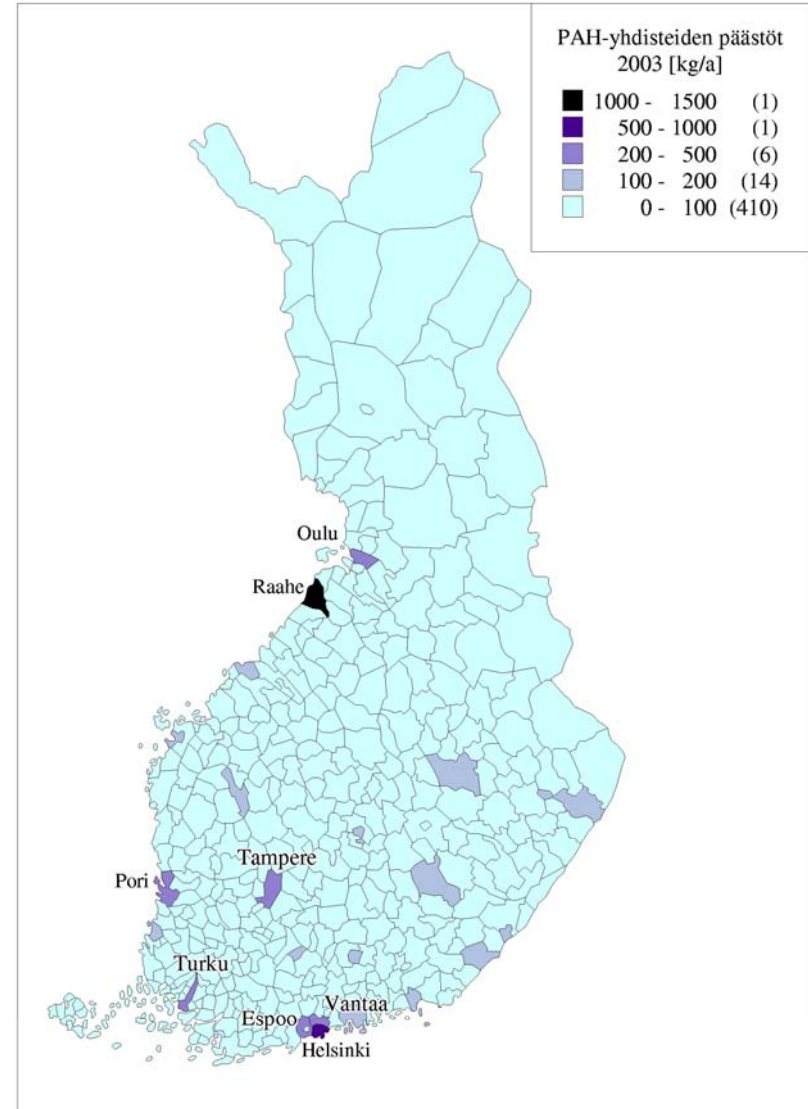 PAH-yhdisteiden päästöt
2003 [kg/a]
1000 - 1500 (1)
500 - 1000 (1)
200 - 500 (6)
100 - 200 (14)
0 - 100 (410)
Oulu
Raahe
Tampere
Pori
Turku
Vantaa
Espoo
Helsinki